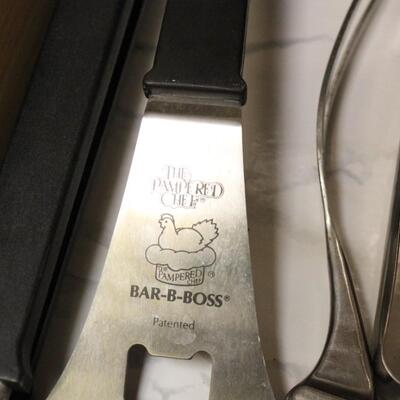 THE
PAMPERED
CHEF®
THE
PAMPERED
CHEF
BAR-B-BOSS®
Patented